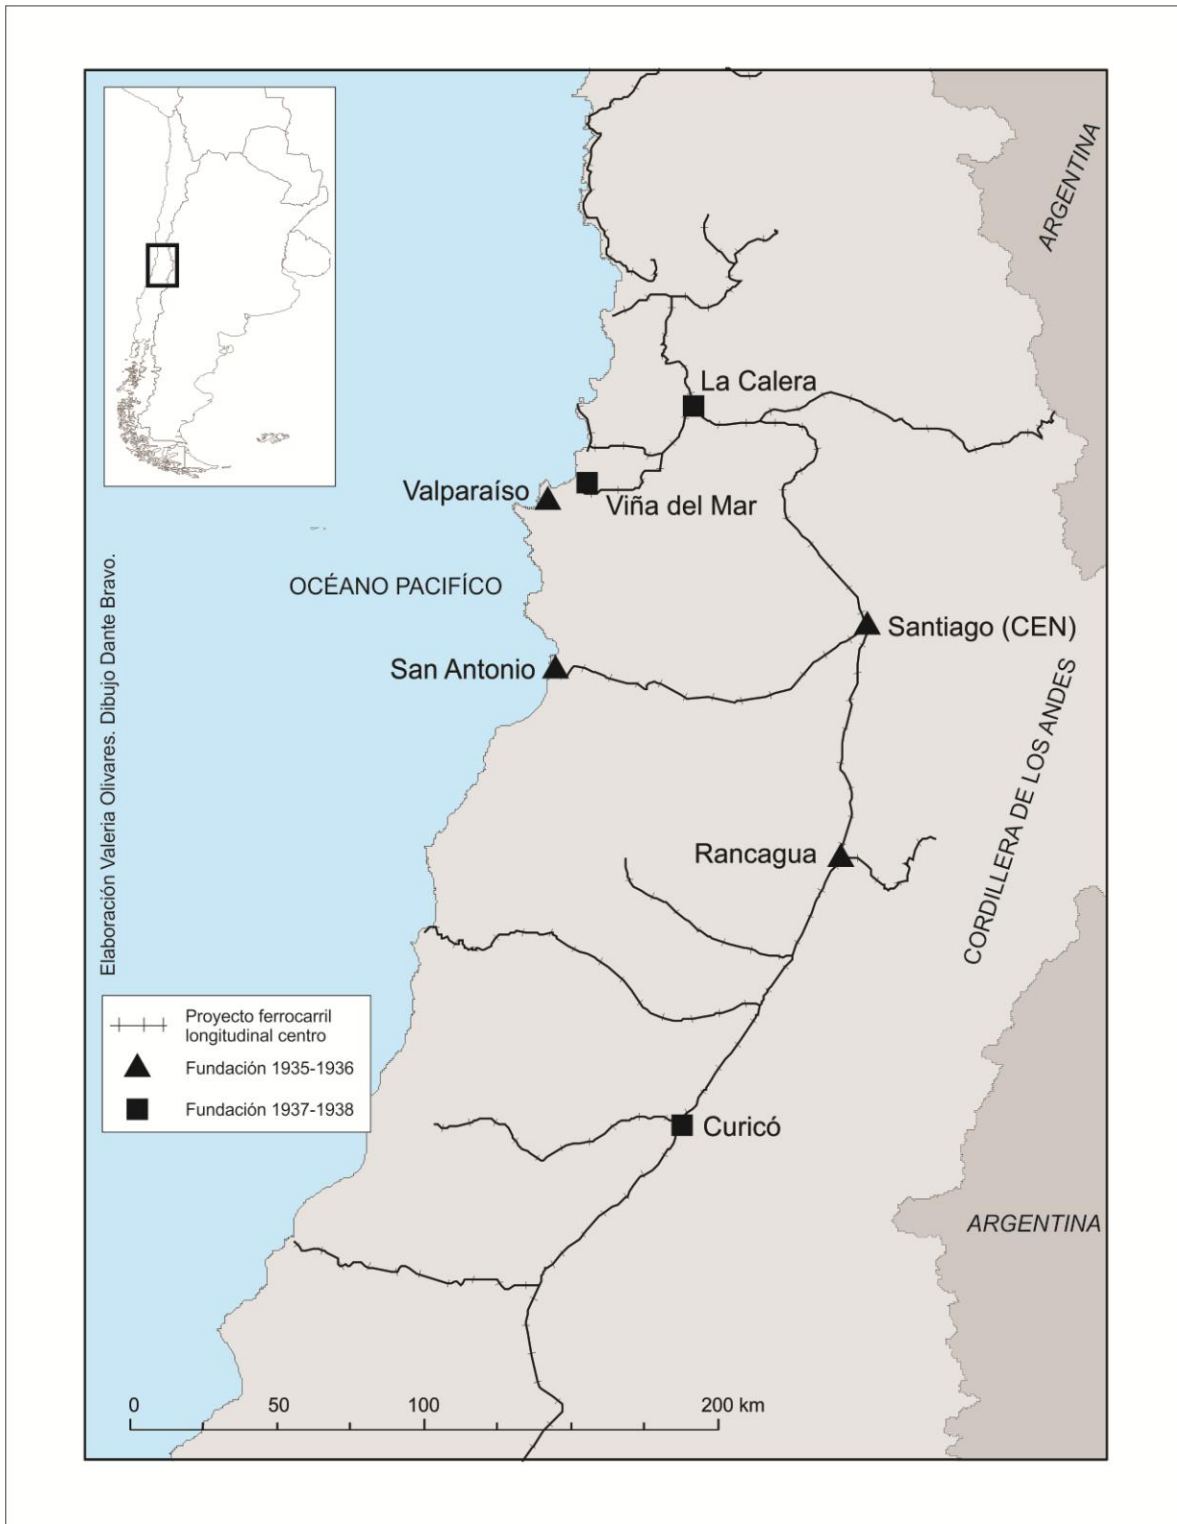 ARGENTINA
La Calera
Valparaíso
Viña del Mar
OCÉANO PACIFÍCO
Santiago (CEN)
San Antonio
CORDILLERA DE LOS ANDES
Rancagua
Elaboración Valeria Olivares. Dibujo Dante Bravo.
Proyecto ferrocarril
longitudinal centro
Fundación 1935-1936
Fundación 1937-1938
Curicó
ARGENTINA
0 50 100 200 km